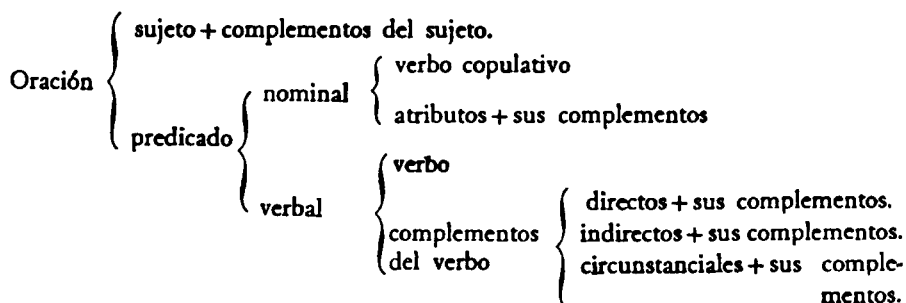 sujeto + complementos del sujeto.
Oración
nominal
verbo copulativo
atributos + sus complementos
predicado
verbal
verbo
complementos
del verbo
directos + sus complementos.
indirectos + sus complementos.
circunstanciales + sus comple-
mentos.